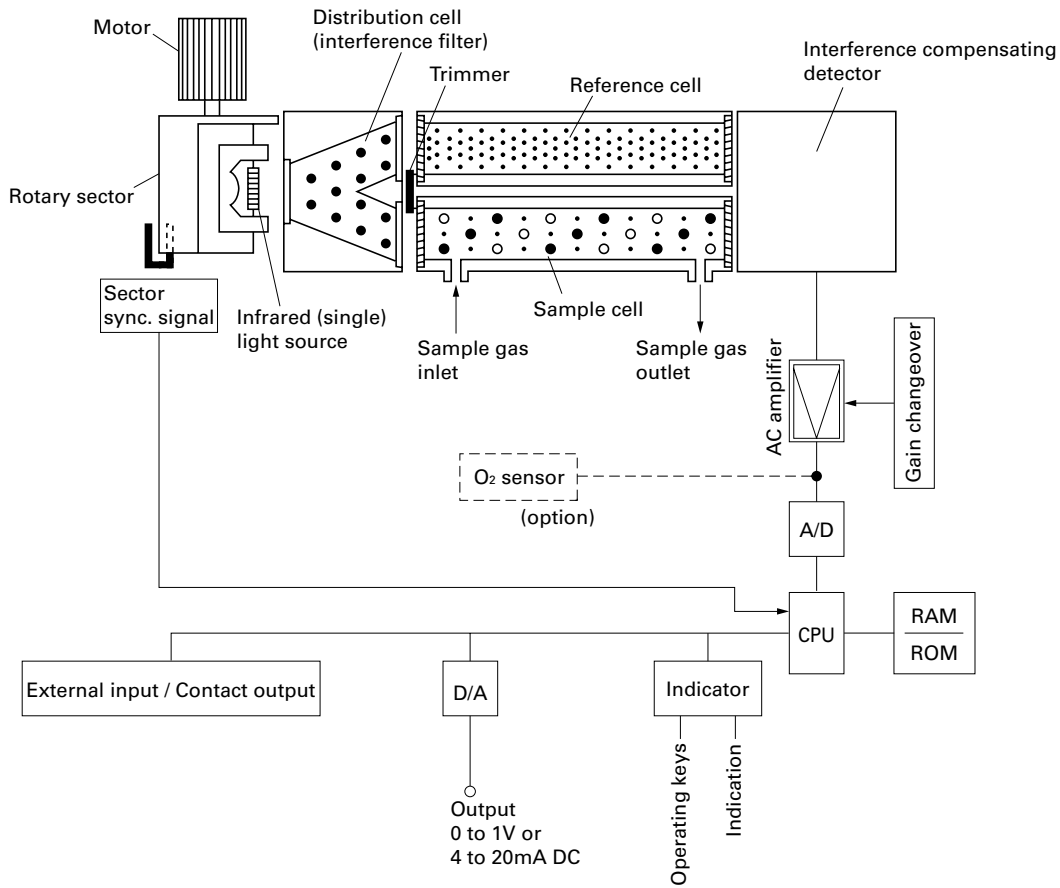 Motor
Distribution cell
(interference filter)
Trimmer
Reference cell
Interference compensating
detector
Rotary sector
Sector
sync. signal
Infrared (single)
light source
Sample gas
inlet
Sample cell
Sample gas
outlet
AC amplifier
Gain changeover
O₂ sensor
(option)
A/D
CPU
RAM
ROM
External input / Contact output
D/A
Indicator
Operating keys
Indication
Output
0 to 1V or
4 to 20mA DC